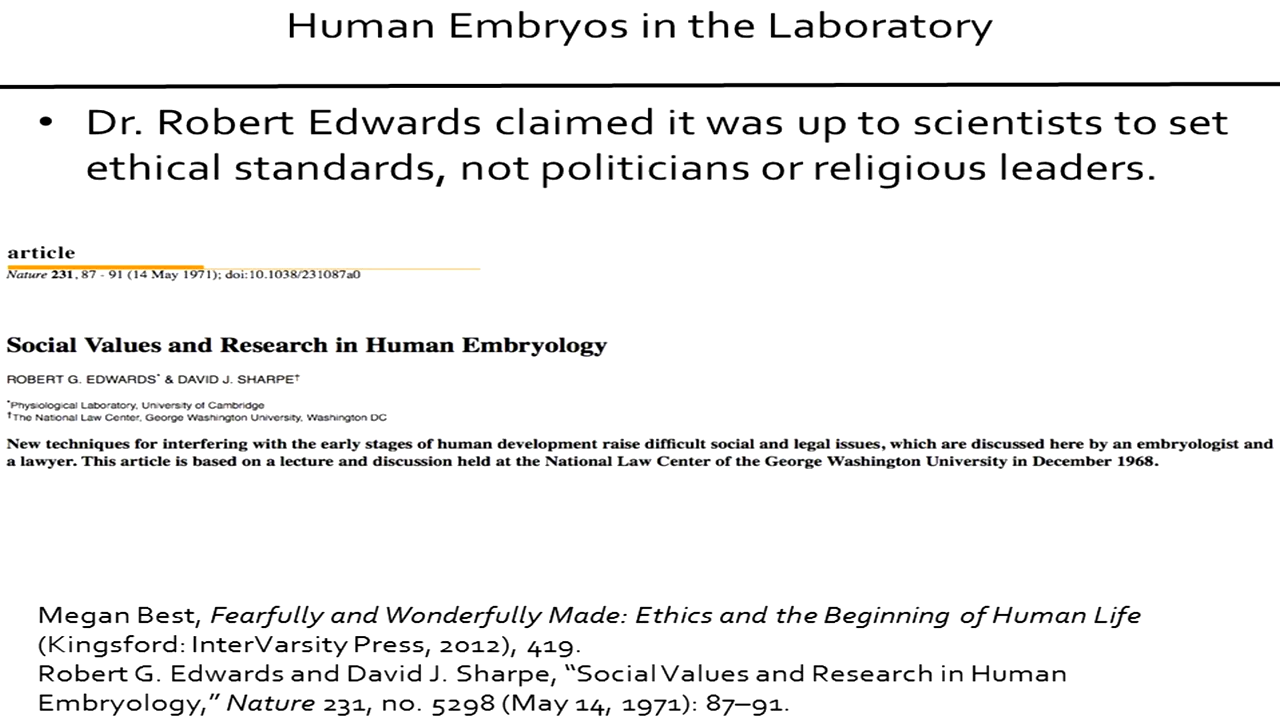 Human Embryos in the Laboratory
• Dr. Robert Edwards claimed it was up to scientists to set
ethical standards, not politicians or religious leaders.
article
Nature 231, 87 - 91 (14 May 1971); doi:10.1038/231087a0
Social Values and Research in Human Embryology
ROBERT G. EDWARDS* & DAVID J. SHARPE†
*Physiological Laboratory, University of Cambridge
†The National Law Center, George Washington University, Washington DC
New techniques for interfering with the early stages of human development raise difficult social and legal issues, which are discussed here by an embryologist and
a lawyer. This article is based on a lecture and discussion held at the National Law Center of the George Washington University in December 1968.
Megan Best, Fearfully and Wonderfully Made: Ethics and the Beginning of Human Life
(Kingsford: InterVarsity Press, 2012), 419.
Robert G. Edwards and David J. Sharpe, “Social Values and Research in Human
Embryology,” Nature 231, no. 5298 (May 14, 1971): 87–91.